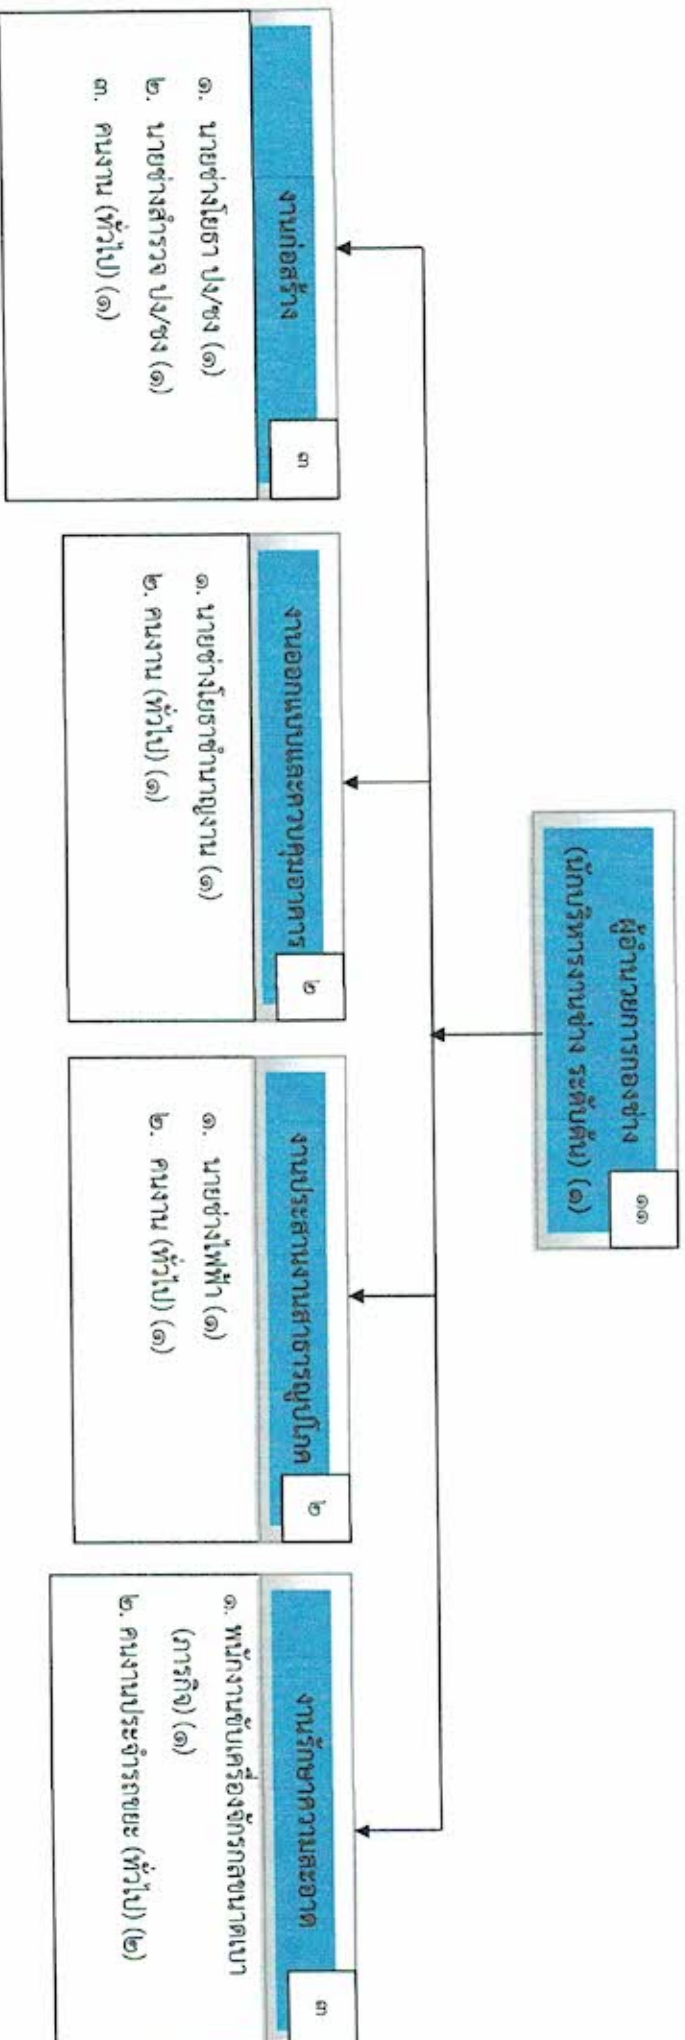 ผู้อำนวยการกองช่าง
(นักบริหารงานช่าง ระดับต้น) (๑)
๑๑
งานก่อสร้าง
๓
๑. นายช่างโยธา ปง/ชง (๑)
๒. นายช่างสำรวจ ปง/ชง (๑)
๓. คนงาน (ทั่วไป) (๑)
งานออกแบบและควบคุมอาคาร
๒
๑. นายช่างโยธาชำนาญงาน (๑)
๒. คนงาน (ทั่วไป) (๑)
งานประสานงานสาธารณูปโภค
๒
๑. นายช่างไฟฟ้า (๑)
๒. คนงาน (ทั่วไป) (๑)
งานรักษาความสะอาด
๓
๑. พนักงานขับเครื่องจักรกลขนาดเบา
(ภารกิจ) (๑)
๒. คนงานประจำรถขยะ (ทั่วไป) (๒)